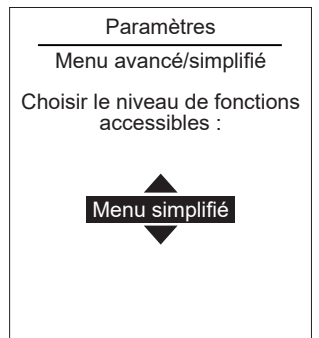 Paramètres
Menu avancé/simplifié
Choisir le niveau de fonctions
accessibles :
Menu simplifié